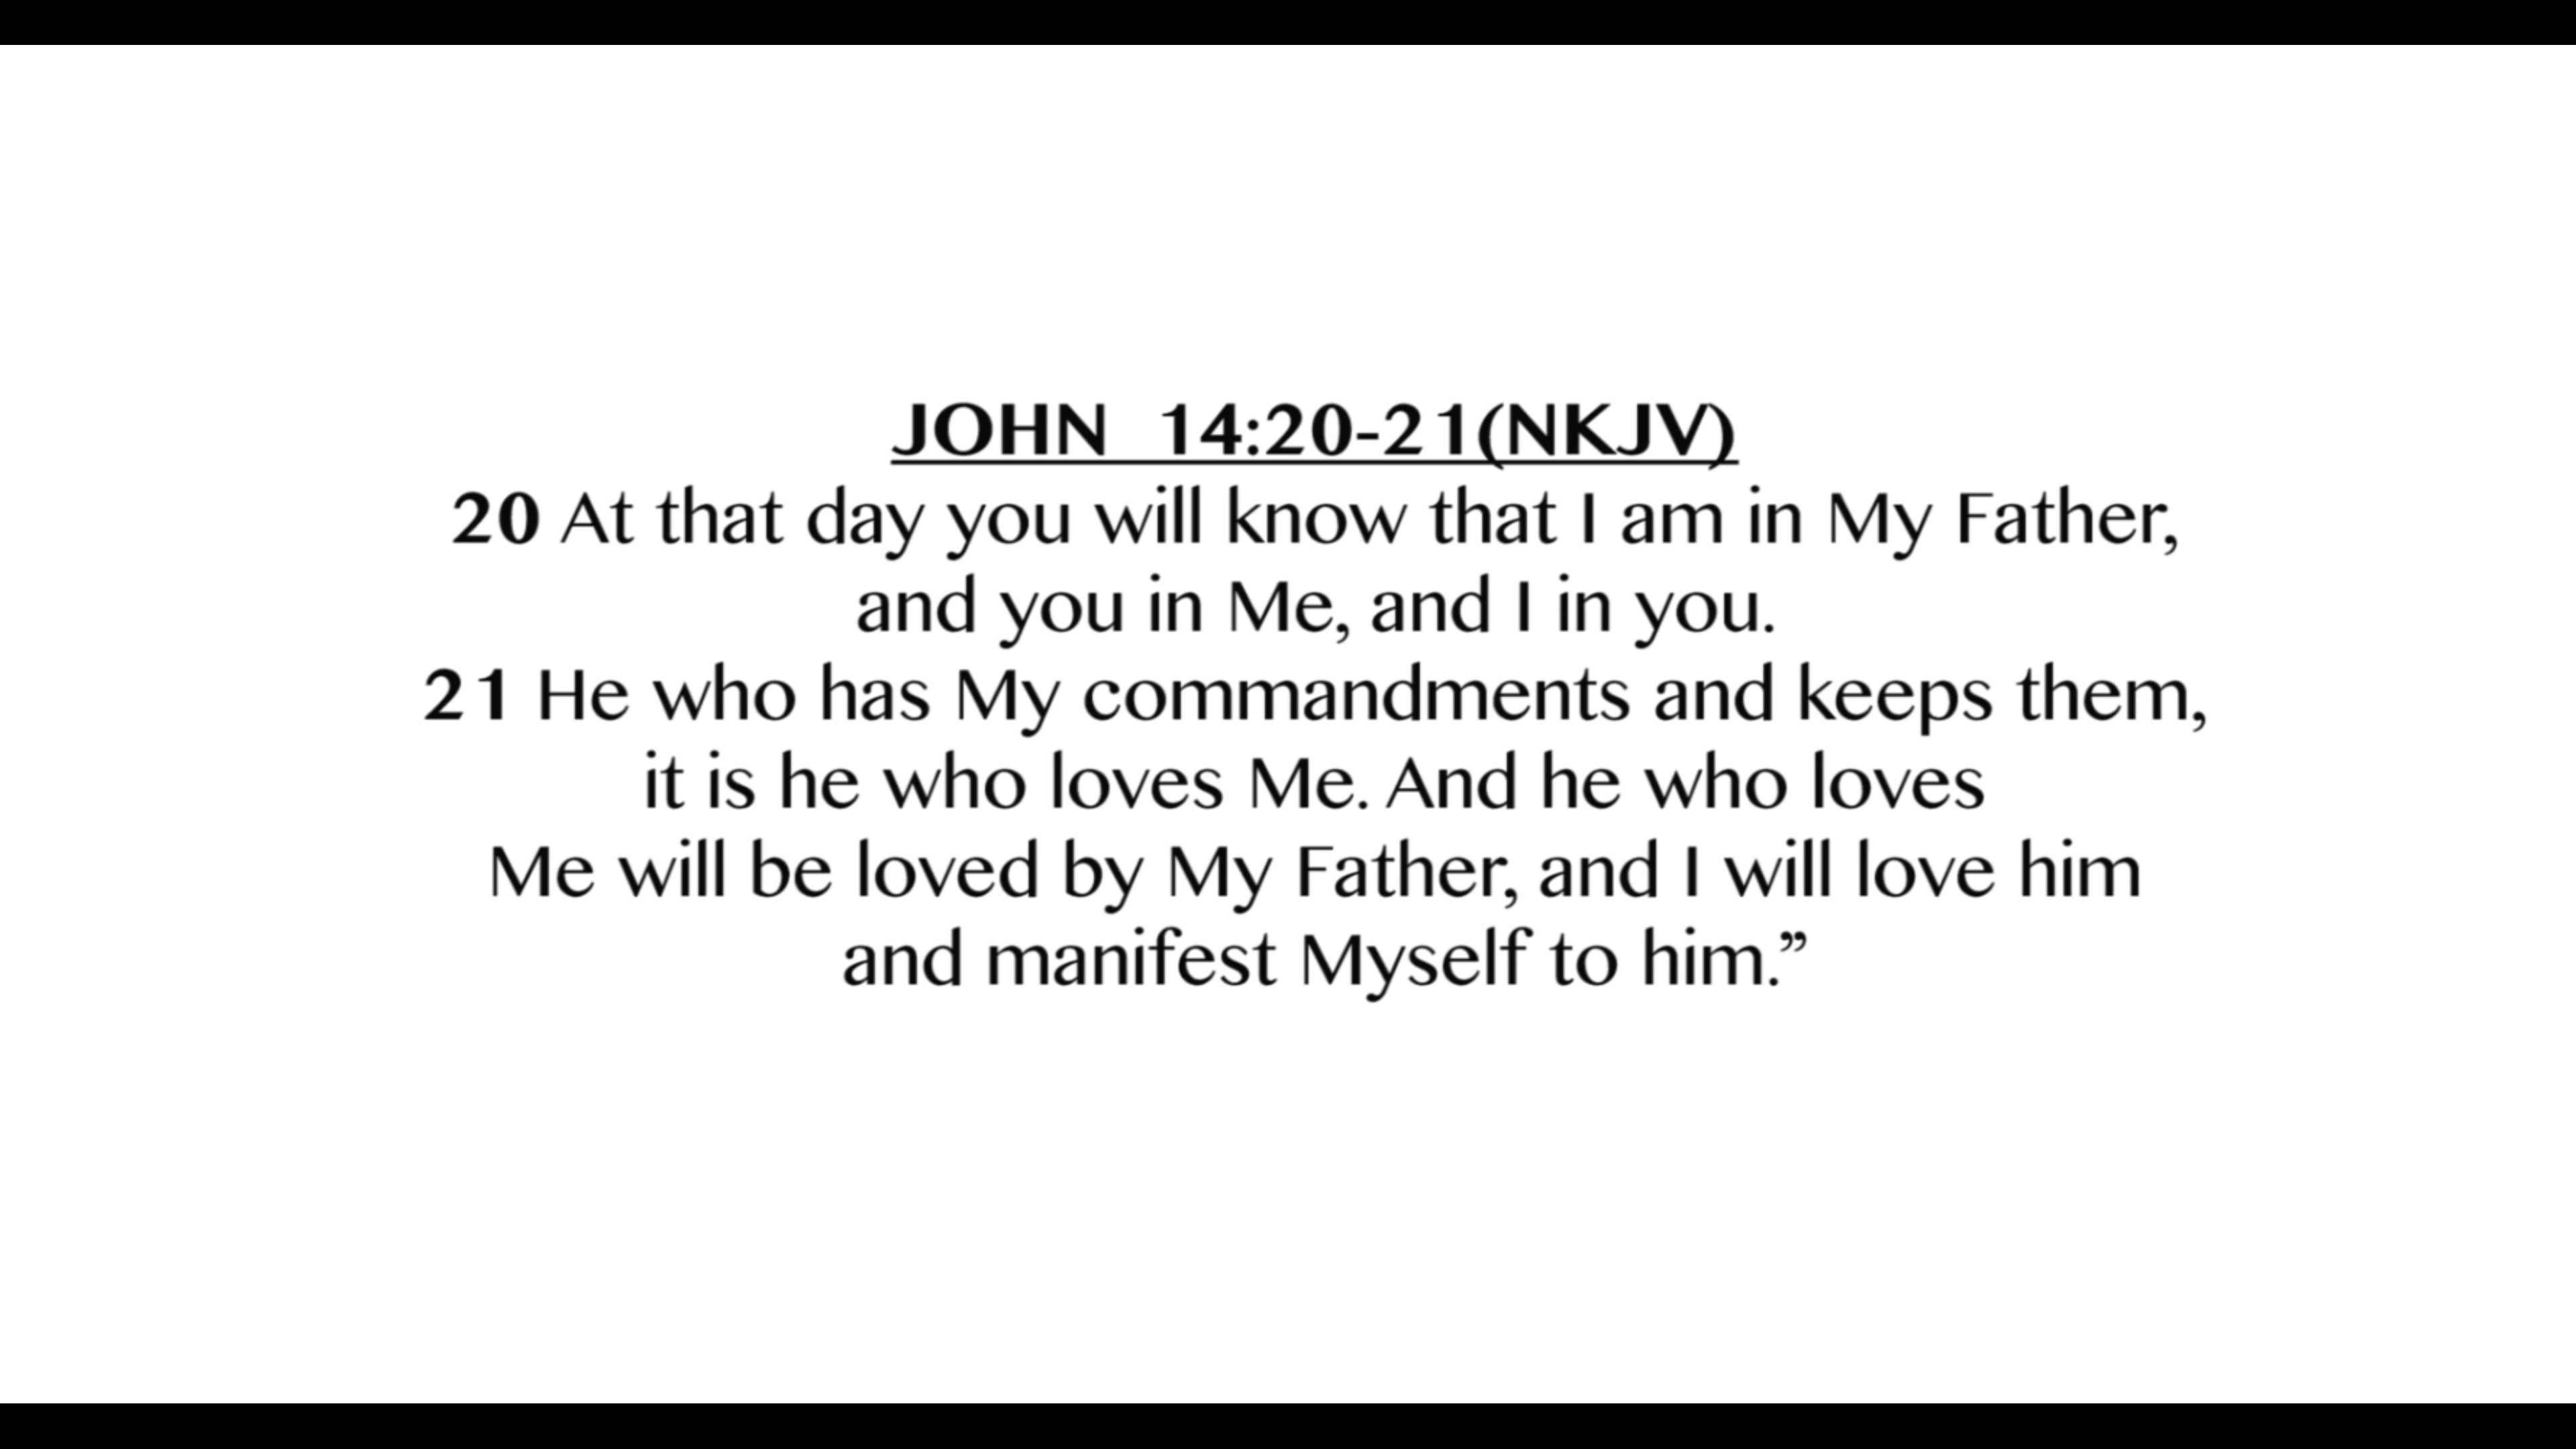 JOHN  14:20-21(NKJV)
20 At that day you will know that I am in My Father,
and you in Me, and I in you.
21 He who has My commandments and keeps them,
it is he who loves Me. And he who loves
Me will be loved by My Father, and I will love him
and manifest Myself to him.”